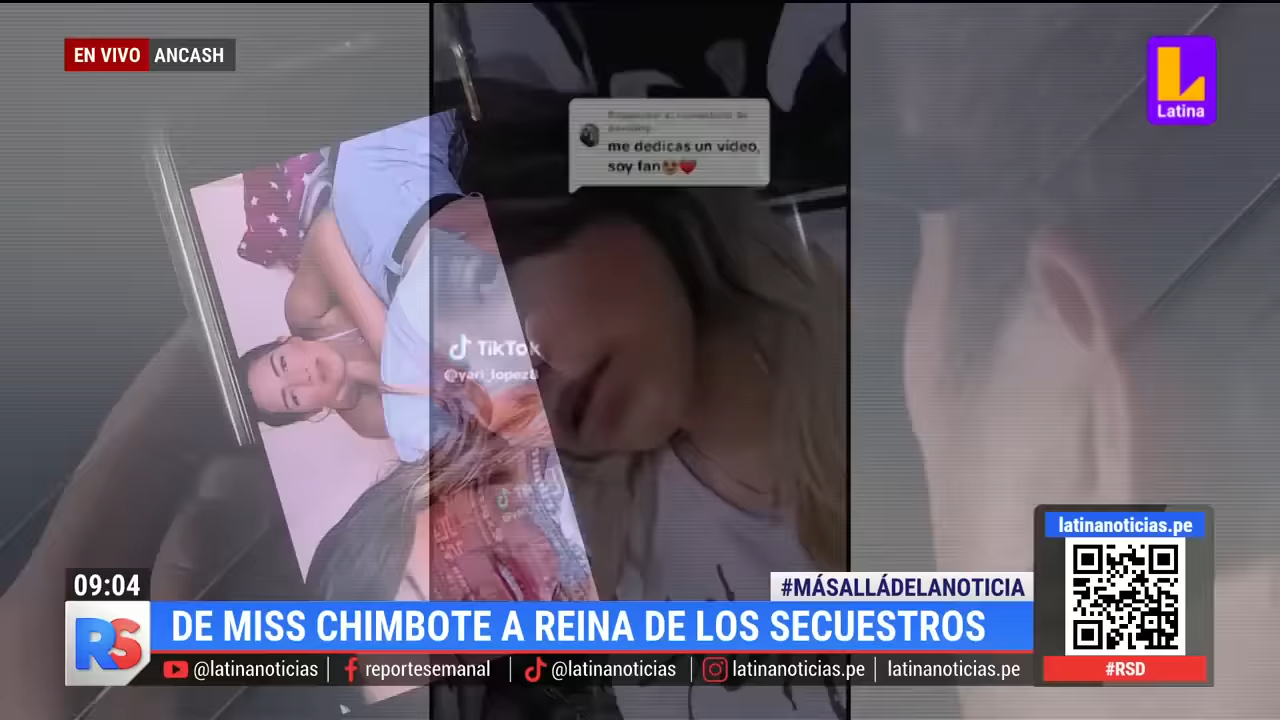 EN VIVO ANCASH
Latina
me dedicas un video,
soy fan😍❤️
TikTok
latinanoticias.pe
09:04
#MÁSALLÁDELANOTICIA
RS
DE MISS CHIMBOTE A REINA DE LOS SECUESTROS
@latinanoticias | reportesemanal | @latinanoticias | latinanoticias.pe | latinanoticias.pe
#RSD